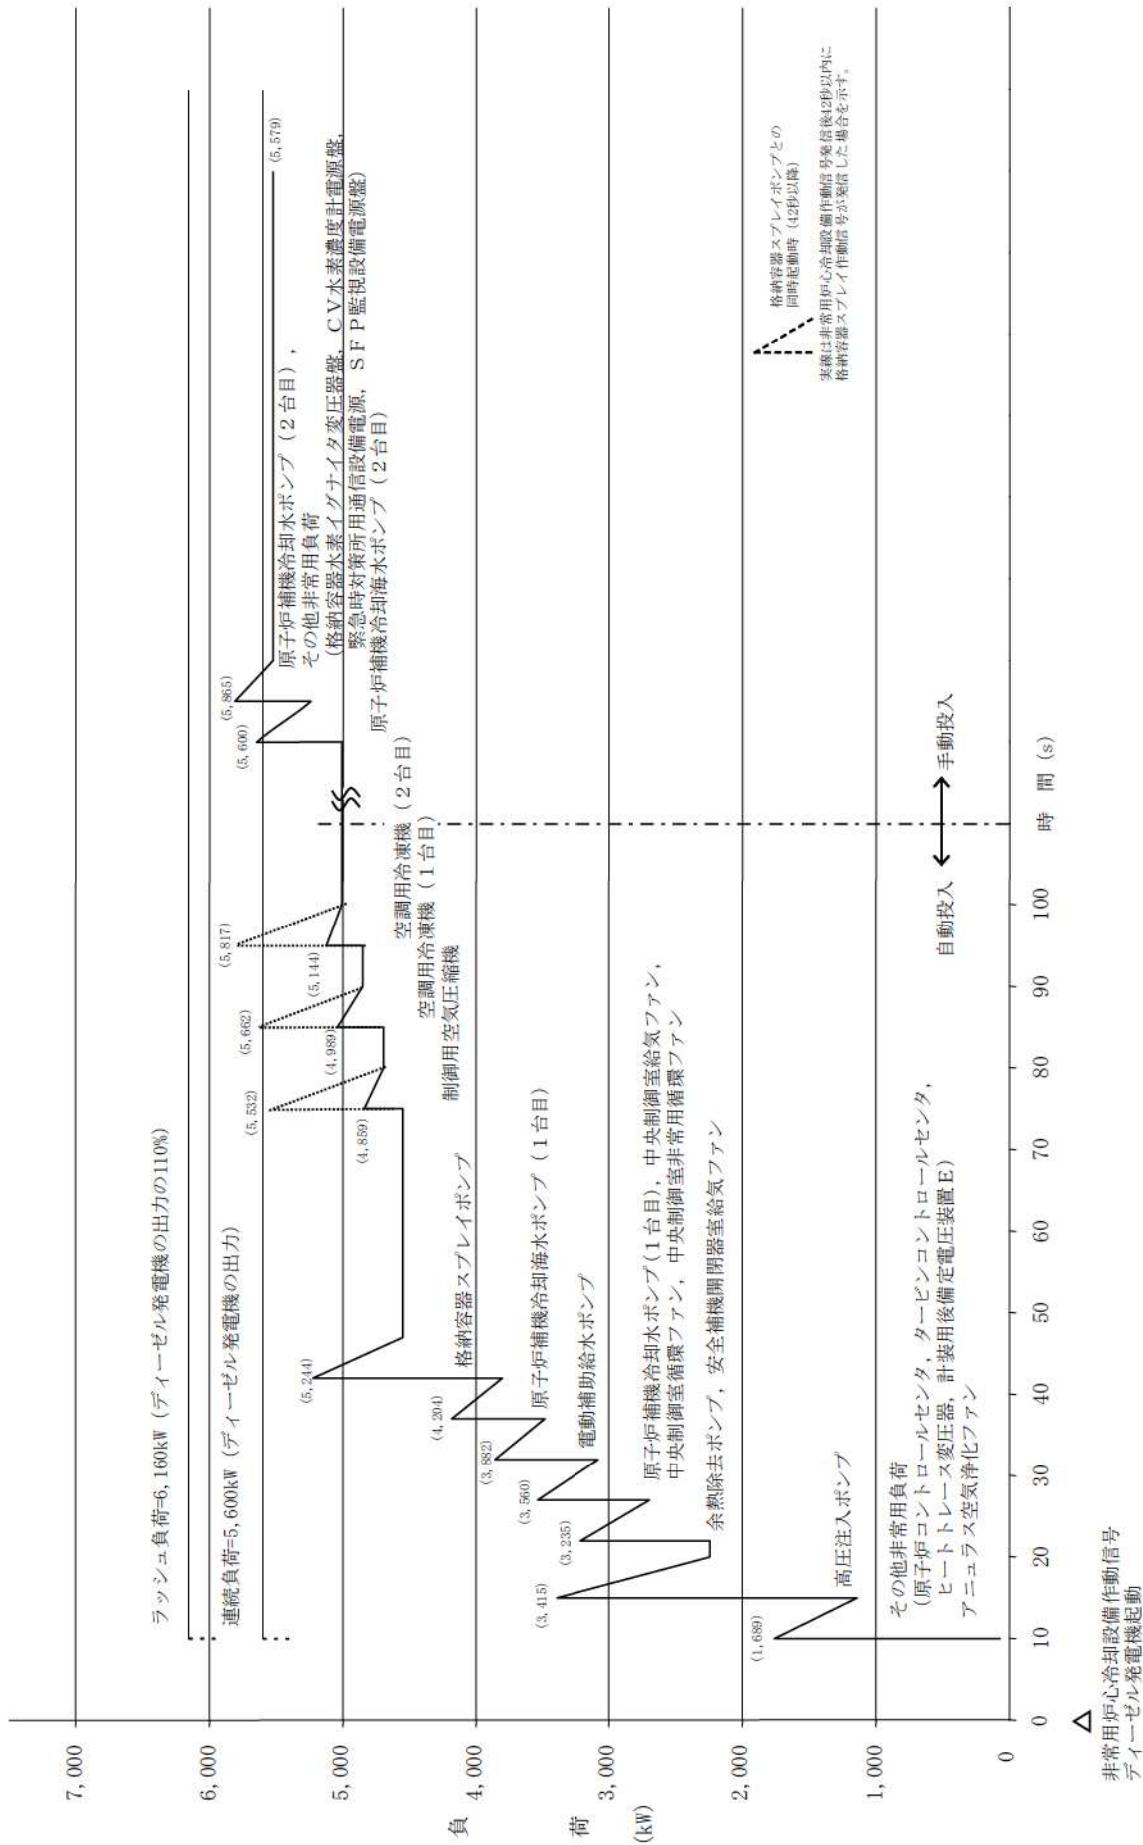 7,000
6,000
5,000
4,000
3,000
2,000
1,000
0
負 荷
(kW)
ラッシュ負荷=6,160kW (ディーゼル発電機の出力の110%)
連続負荷=5,600kW (ディーゼル発電機の出力)
(1,689)
(3,415)
(3,235)
(3,560)
(3,882)
(4,204)
(5,244)
(4,859)
(5,532)
(4,989)
(5,662)
(5,144)
(5,817)
(5,600)
(5,865)
(5,579)
その他非常用負荷
(原子炉コントロールセンタ, タービンコントロールセンタ,
ヒートトレース変圧器, 計装用後備定電圧装置E)
アニュラス空気浄化ファン
高圧注入ポンプ
余熱除去ポンプ, 安全補機開閉器室給気ファン
原子炉補機冷却水ポンプ(1台目), 中央制御室給気ファン,
中央制御室循環ファン, 中央制御室非常用循環ファン
電動補助給水ポンプ
原子炉補機冷却海水ポンプ (1台目)
格納容器スプレイポンプ
制御用空気圧縮機
空調用冷凍機 (1台目)
空調用冷凍機 (2台目)
原子炉補機冷却水ポンプ (2台目),
その他非常用負荷
(格納容器水素イグナイタ変圧器盤, CV水素濃度計電源盤,
緊急時対策所用通信設備電源, SFP監視設備電源盤)
原子炉補機冷却海水ポンプ (2台目)
格納容器スプレイポンプとの
同時起動時 (42秒以降)
実線は非常用炉心冷却設備作動信号発信後42秒以内に
格納容器スプレイ作動信号が発信した場合を示す。
自動投入
手動投入
0 10 20 30 40 50 60 70 80 90 100
時 間 (s)
非常用炉心冷却設備作動信号
ディーゼル発電機起動